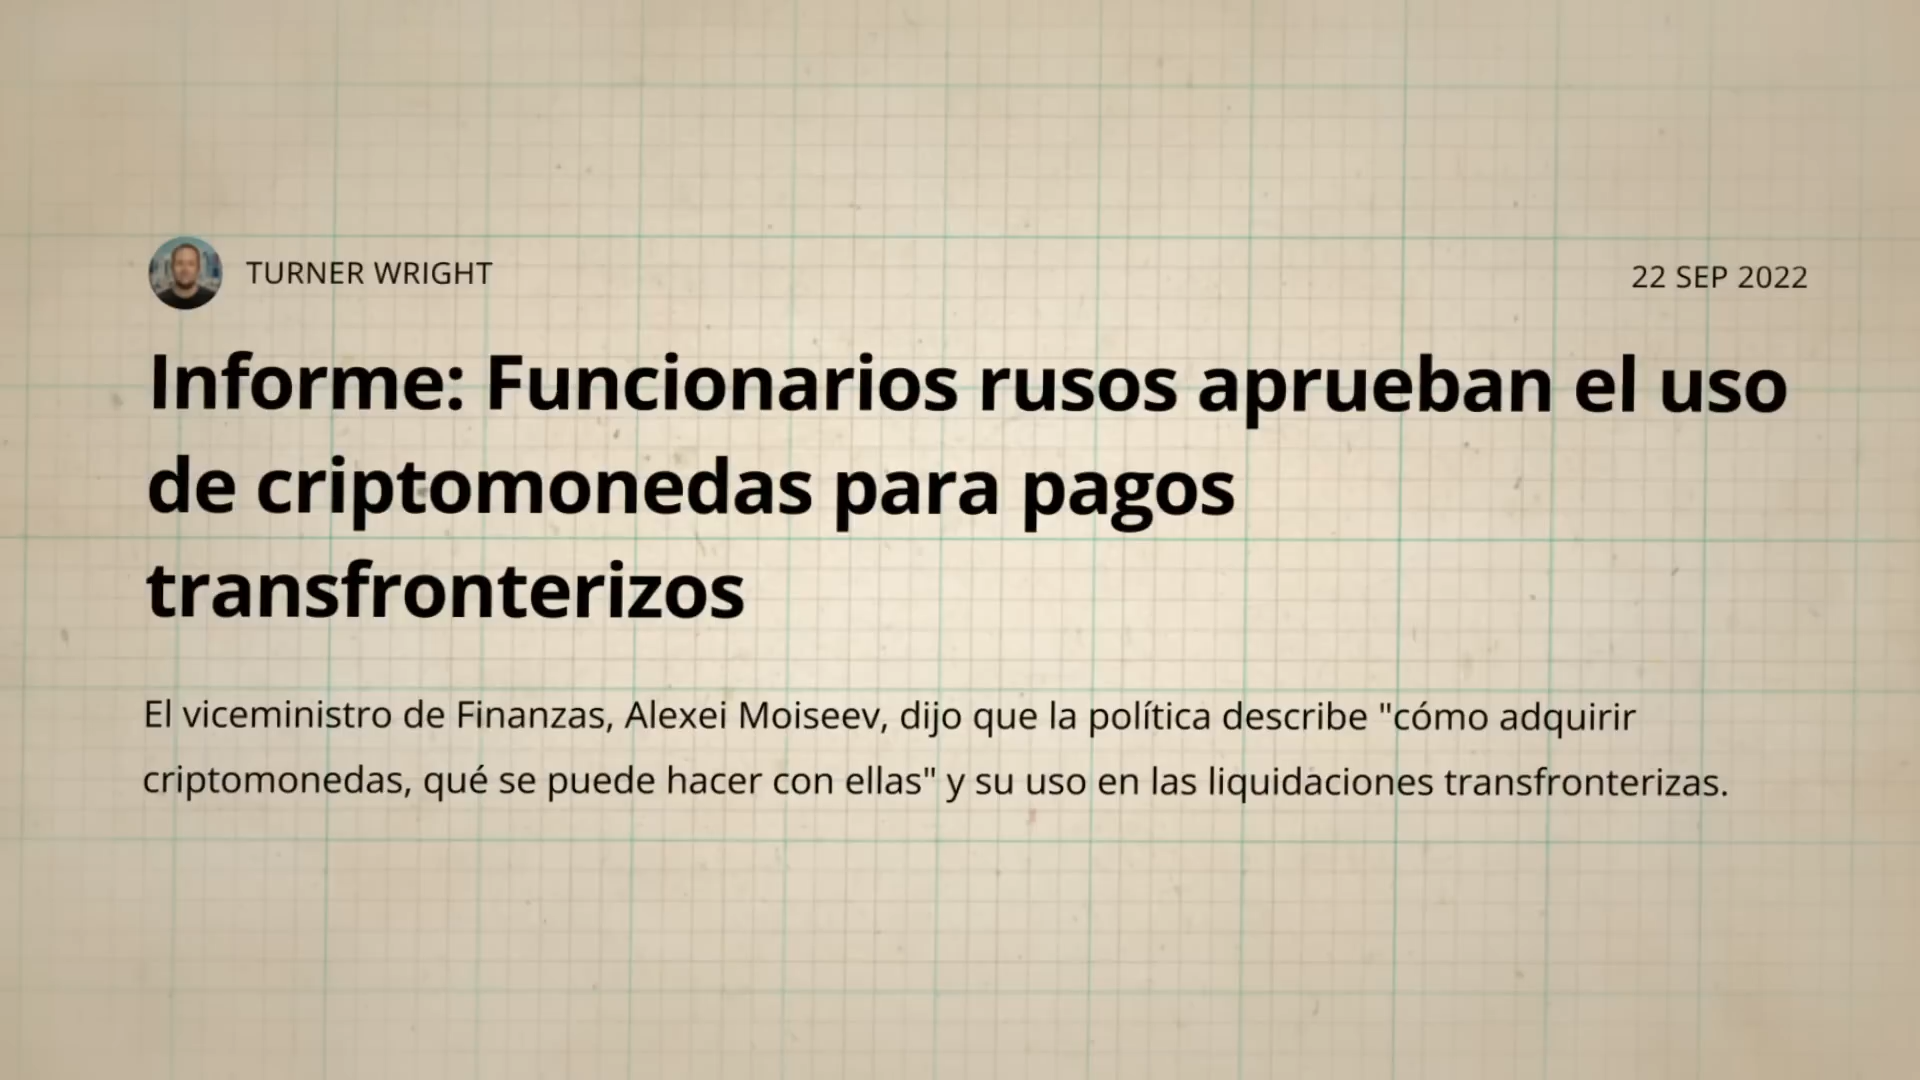 TURNER WRIGHT
22 SEP 2022
Informe: Funcionarios rusos aprueban el uso
de criptomonedas para pagos
transfronterizos
El viceministro de Finanzas, Alexei Moiseev, dijo que la política describe "cómo adquirir
criptomonedas, qué se puede hacer con ellas" y su uso en las liquidaciones transfronterizas.